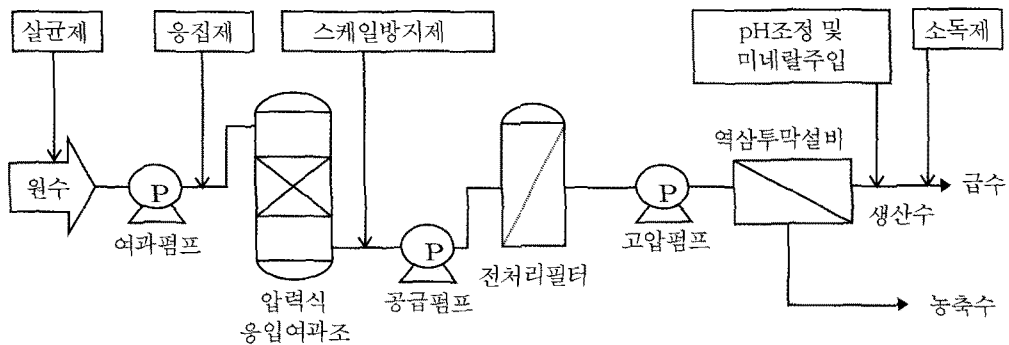 살균제
응집제
스케일방지제
pH조정 및
미네랄주입
소독제
원수
P
여과펌프
압력식
응입여과조
P
공급펌프
전처리필터
P
고압펌프
역삼투막설비
생산수
급수
농축수